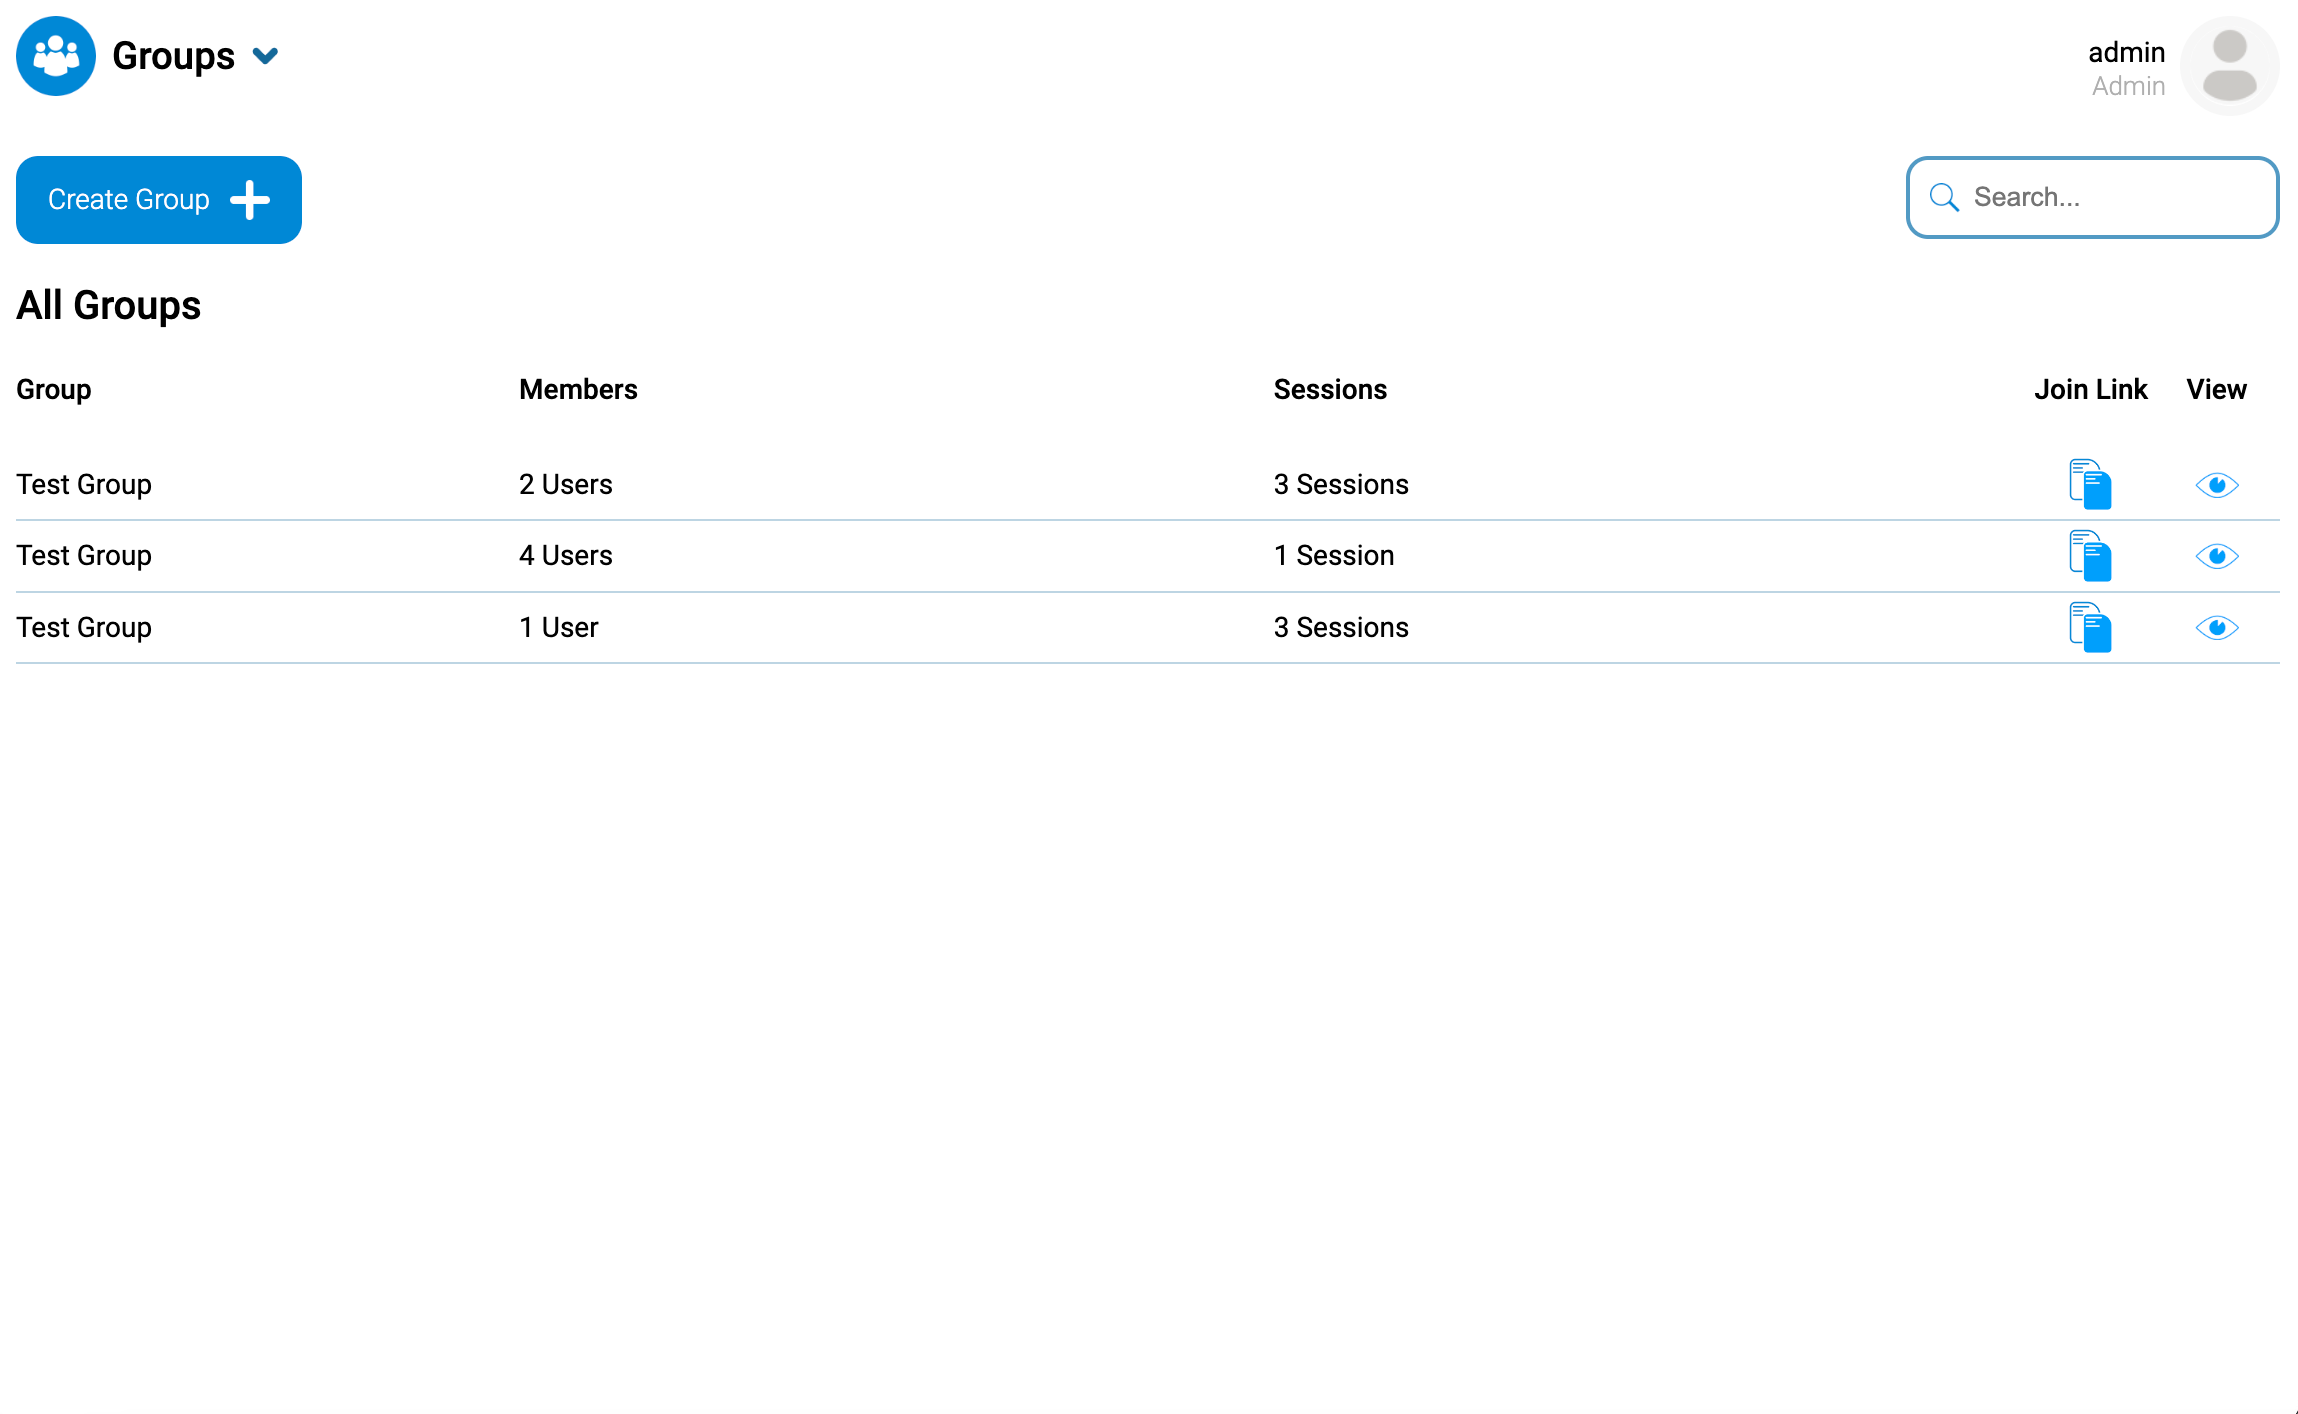 Groups
admin
Admin
Create Group
Search...
All Groups
Group Members Sessions Join Link View
Test Group 2 Users 3 Sessions
Test Group 4 Users 1 Session
Test Group 1 User 3 Sessions